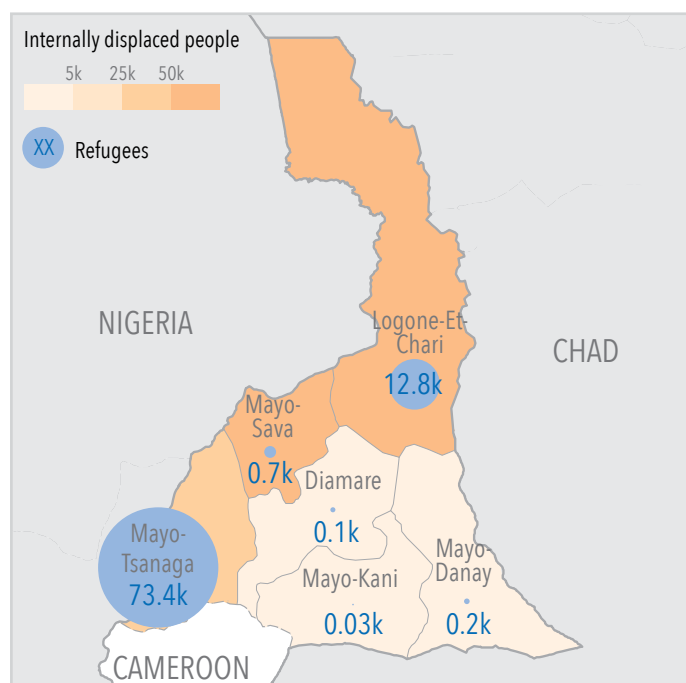 Internally displaced people
5k 25k 50k
XX Refugees
NIGERIA
CHAD
Logone-Et-
Chari
12.8k
Mayo-
Sava
0.7k
Diamare
0.1k
Mayo-
Tsanaga
73.4k
Mayo-Kani
0.03k
Mayo-
Danay
0.2k
CAMEROON